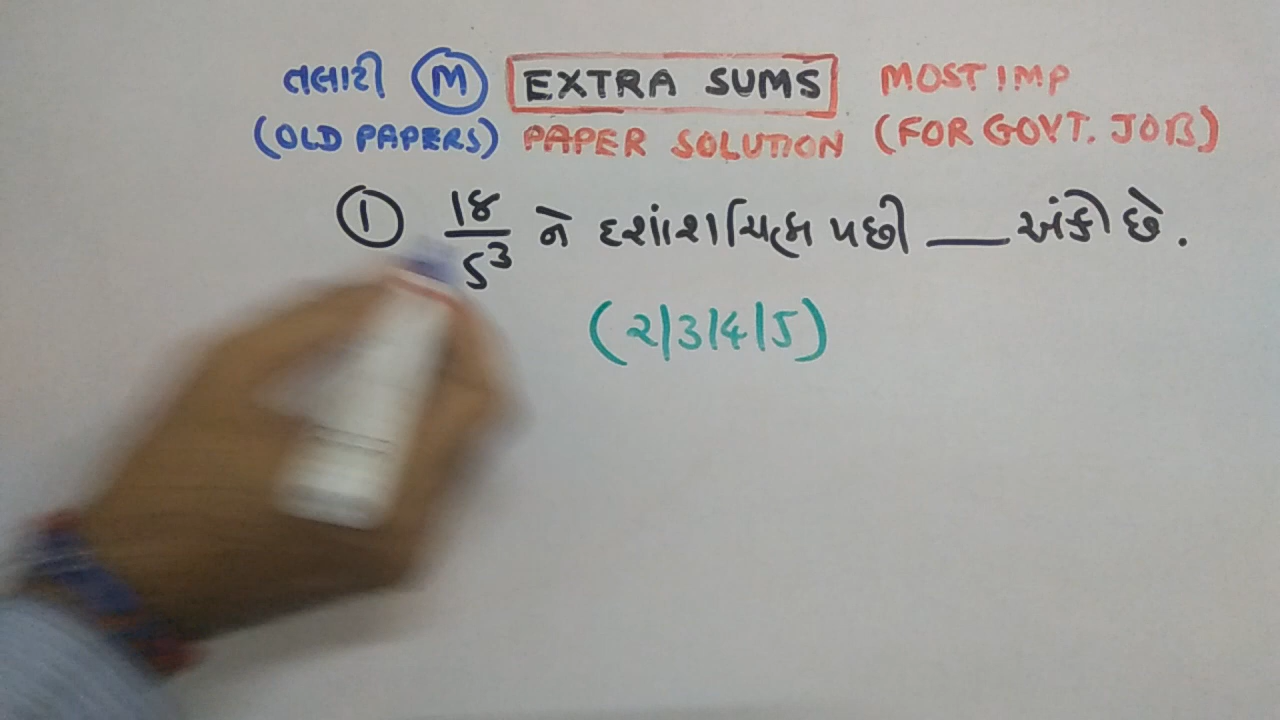 તલાટી M EXTRA SUMS MOST IMP
(OLD PAPERS) PAPER SOLUTION (FOR GOVT. JOB)
① 18/5³ ને દશાંશચિહ્ન પછી ___ અંકો છે.
(૨/૩/૪/૫)